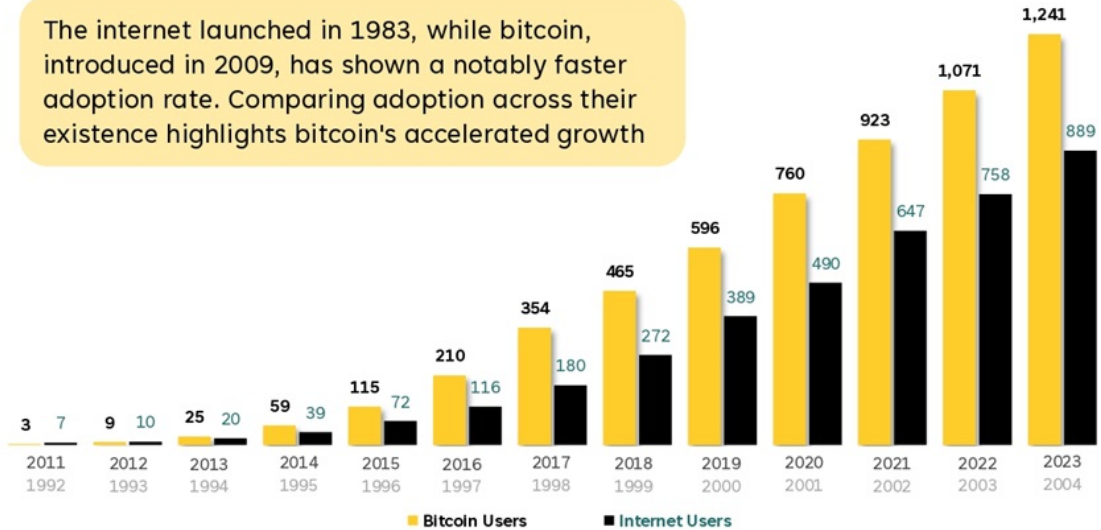 The internet launched in 1983, while bitcoin,
introduced in 2009, has shown a notably faster
adoption rate. Comparing adoption across their
existence highlights bitcoin's accelerated growth
3 7 9 10 25 20 59 39 115 72 210 116 354 180 465 272 596 389 760 490 923 647 1,071 758 1,241 889
2011 2012 2013 2014 2015 2016 2017 2018 2019 2020 2021 2022 2023
1992 1993 1994 1995 1996 1997 1998 1999 2000 2001 2002 2003 2004
Bitcoin Users Internet Users